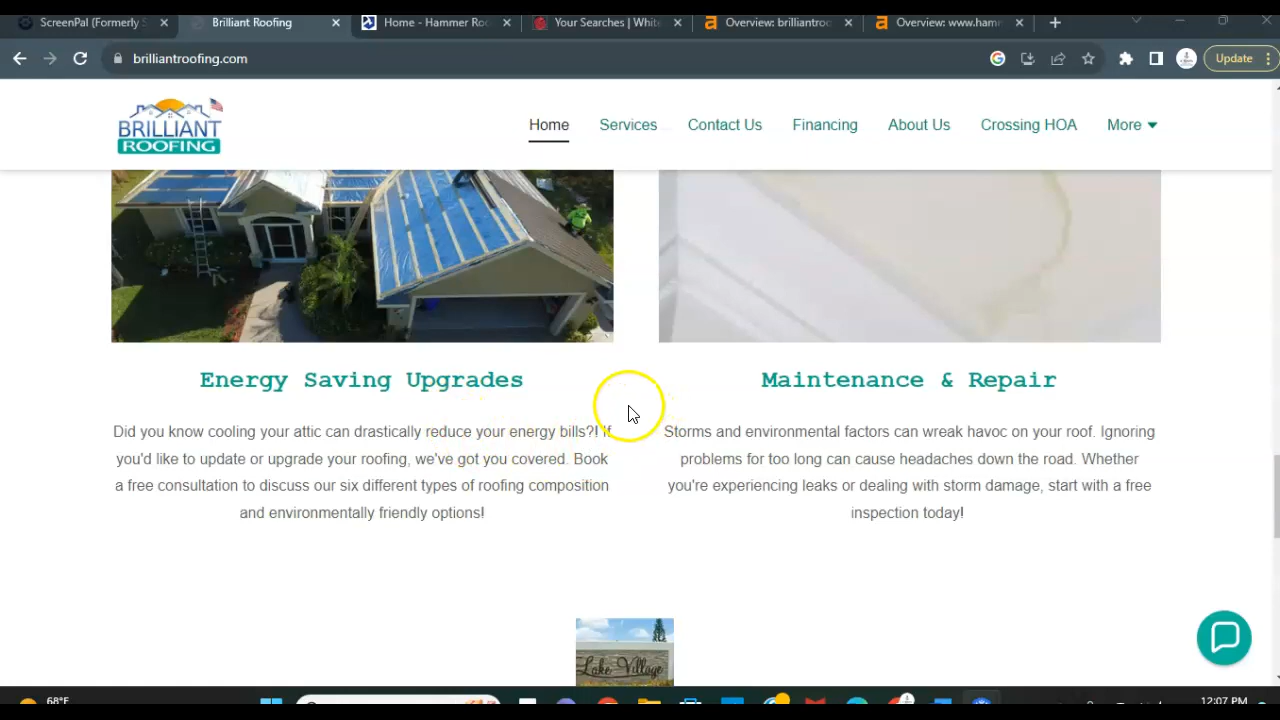 ScreenPal (Formerly S
Brilliant Roofing
Home - Hammer Roo
Your Searches | White
Overview: brilliantroo
Overview: www.hamm
brilliantroofing.com
Update
BRILLIANT
ROOFING
Home
Services
Contact Us
Financing
About Us
Crossing HOA
More
Energy Saving Upgrades
Did you know cooling your attic can drastically reduce your energy bills?! If
you'd like to update or upgrade your roofing, we've got you covered. Book
a free consultation to discuss our six different types of roofing composition
and environmentally friendly options!
Maintenance & Repair
Storms and environmental factors can wreak havoc on your roof. Ignoring
problems for too long can cause headaches down the road. Whether
you're experiencing leaks or dealing with storm damage, start with a free
inspection today!
Lake Village
68°F
12:07 PM